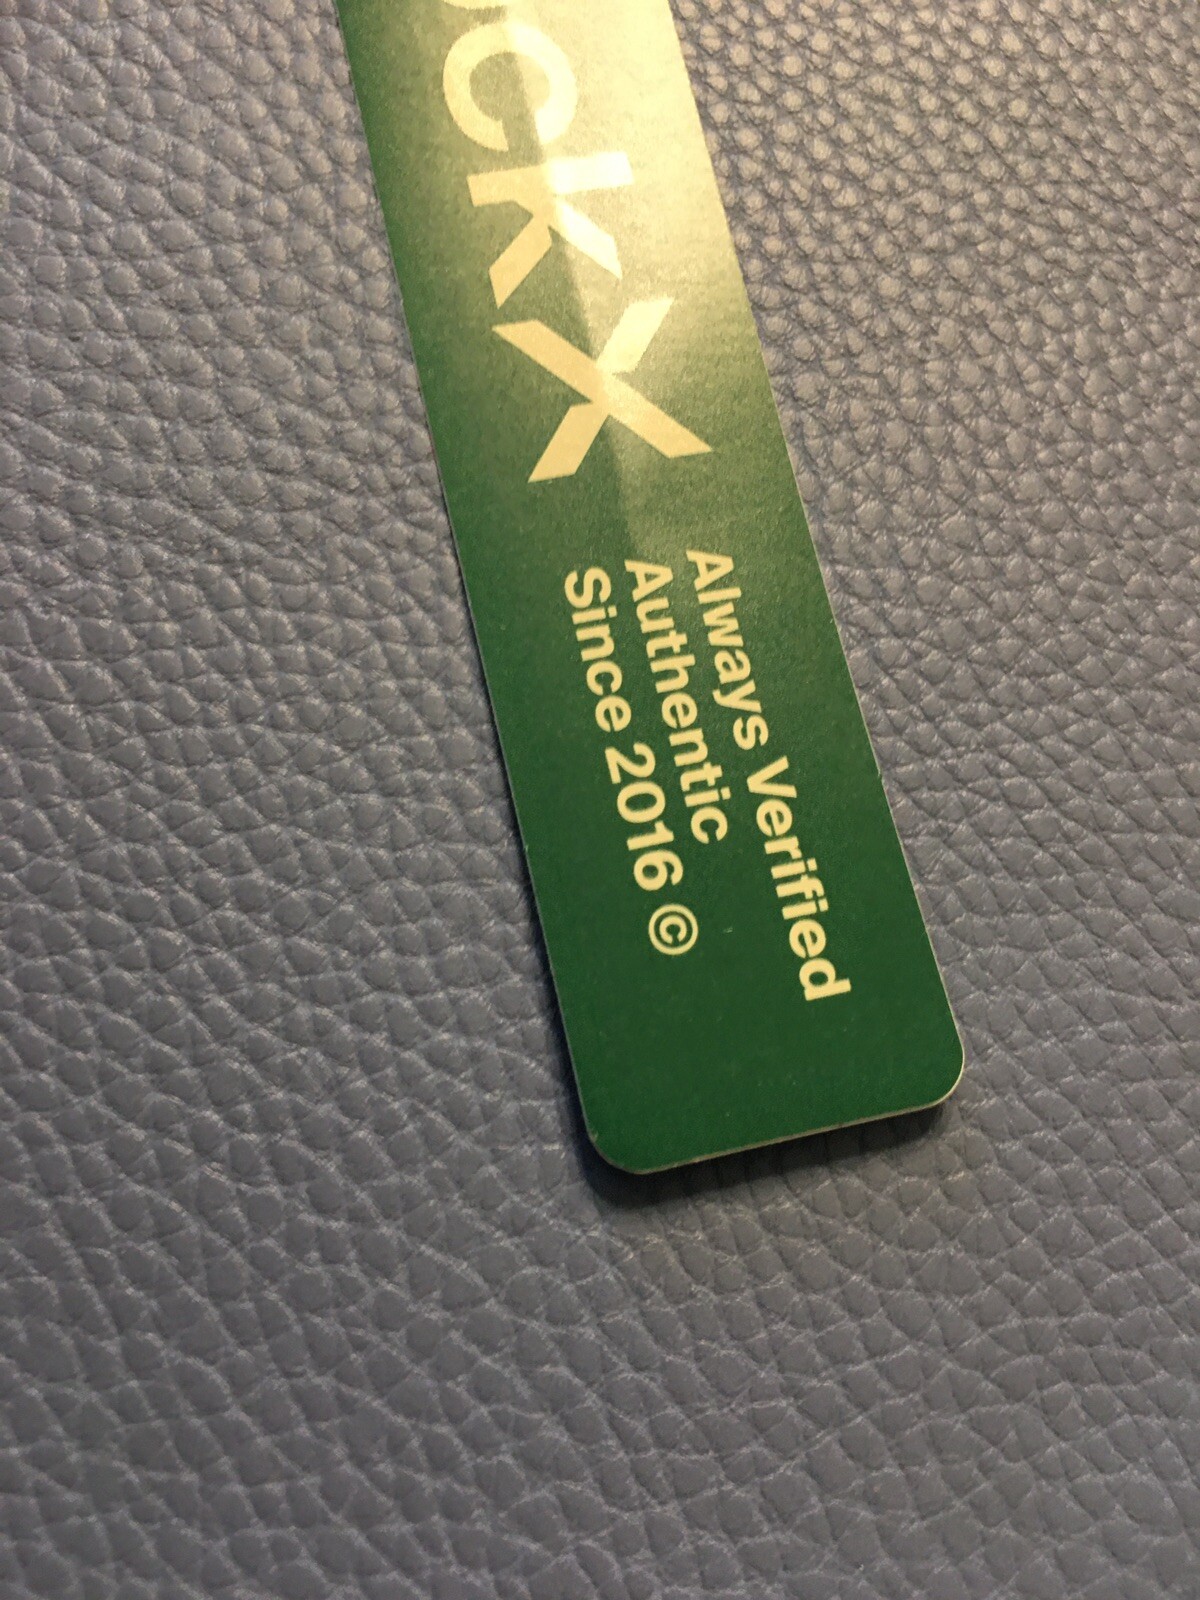 ckX
Always Verified
Authentic
Since 2016 ©